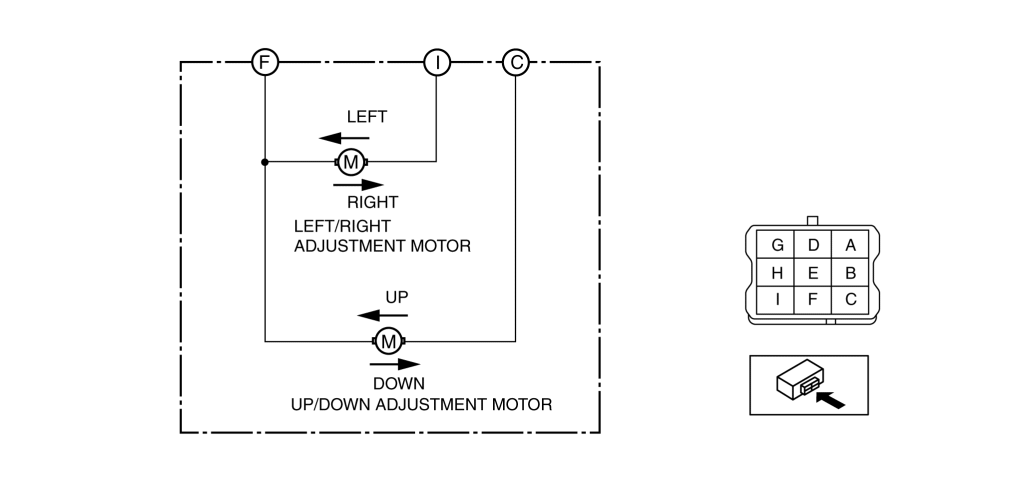 F I C
LEFT
M
RIGHT
LEFT/RIGHT
ADJUSTMENT MOTOR
UP
M
DOWN
UP/DOWN ADJUSTMENT MOTOR
G D A
H E B
I F C